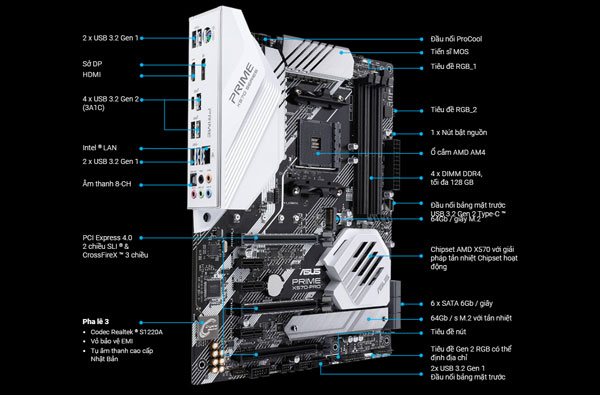 2 x USB 3.2 Gen 1
Sở DP
HDMI
4 x USB 3.2 Gen 2
(3A1C)
Intel ® LAN
2 x USB 3.2 Gen 1
Âm thanh 8-CH
PCI Express 4.0
2 chiều SLI ® &
CrossFireX ™ 3 chiều
Pha lê 3
• Codec Realtek ® S1220A
• Vỏ bảo vệ EMI
• Tụ âm thanh cao cấp
Nhật Bản
PRIME
X570 SERIES
PRIME
ASUS
PRIME
X570-PRO
Đầu nối ProCool
Tiến sĩ MOS
Tiêu đề RGB_1
Tiêu đề RGB_2
1 x Nút bật nguồn
Ổ cắm AMD AM4
4 x DIMM DDR4,
tối đa 128 GB
Đầu nối bảng mặt trước
USB 3.2 Gen 2 Type-C ™
64Gb / giây M.2
Chipset AMD X570 với giải
pháp tản nhiệt Chipset hoạt
động
6 x SATA 6Gb / giây
64Gb / s M.2 với tản nhiệt
Tiêu đề nút
Tiêu đề Gen 2 RGB có thể
định địa chỉ
2x USB 3.2 Gen 1
Đầu nối bảng mặt trước